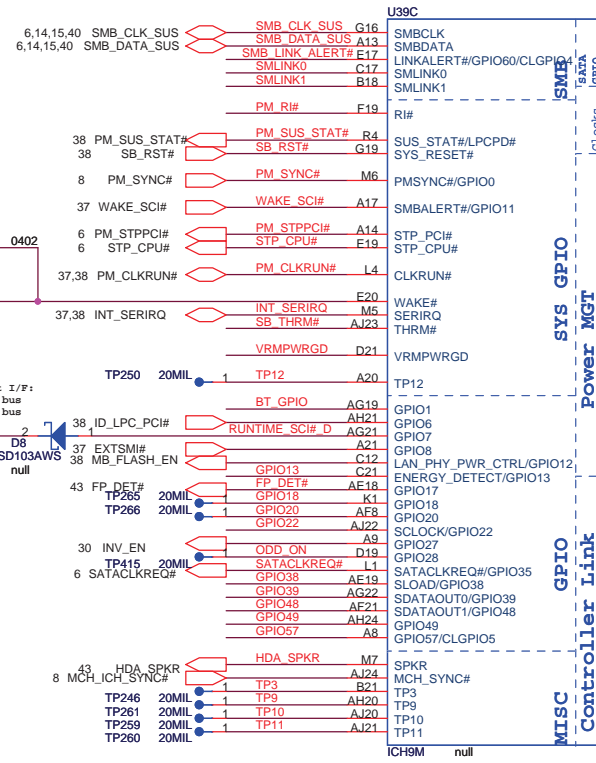 U39C
6,14,15,40 SMB_CLK_SUS SMB_CLK_SUS G16 SMBCLK
6,14,15,40 SMB_DATA_SUS SMB_DATA_SUS A13 SMBDATA
SMB_LINK_ALERT# E17 LINKALERT#/GPIO60/CLGPIO4
SMLINK0 C17 SMLINK0
SMLINK1 B18 SMLINK1
SMB
SATA
GPIO
PM_RI# F19 RI#
clocks
38 PM_SUS_STAT# PM_SUS_STAT# R4 SUS_STAT#/LPCPD#
38 SB_RST# SB_RST# G19 SYS_RESET#
8 PM_SYNC# PM_SYNC# M6 PMSYNC#/GPIO0
37 WAKE_SCI# WAKE_SCI# A17 SMBALERT#/GPIO11
6 PM_STPPCI# PM_STPPCI# A14 STP_PCI#
6 STP_CPU# STP_CPU# E19 STP_CPU#
0402
37,38 PM_CLKRUN# PM_CLKRUN# L4 CLKRUN#
SYS GPIO
Power MGT
E20 WAKE#
37,38 INT_SERIRQ INT_SERIRQ M5 SERIRQ
SB_THRM# AJ23 THRM#
VRMPWRGD D21 VRMPWRGD
TP250 20MIL 1 TP12 A20 TP12
I/F:
bus
bus
BT_GPIO AG19 GPIO1
38 ID_LPC_PCI# AH21 GPIO6
2 1 RUNTIME_SCI#_D AG21 GPIO7
D8
SD103AWS
null
37 EXTSMI# A21 GPIO8
38 MB_FLASH_EN C12 LAN_PHY_PWR_CTRL/GPIO12
GPIO13 C21 ENERGY_DETECT/GPIO13
43 FP_DET# FP_DET# AE18 GPIO17
TP265 20MIL 1 GPIO18 K1 GPIO18
TP266 20MIL 1 GPIO20 AF8 GPIO20
GPIO22 AJ22 SCLOCK/GPIO22
30 INV_EN A9 GPIO27
TP415 20MIL 1 ODD_ON D19 GPIO28
6 SATACLKREQ# SATACLKREQ# L1 SATACLKREQ#/GPIO35
GPIO38 AE19 SLOAD/GPIO38
GPIO39 AG22 SDATAOUT0/GPIO39
GPIO48 AF21 SDATAOUT1/GPIO48
GPIO49 AH24 GPIO49
GPIO57 A8 GPIO57/CLGPIO5
GPIO
Controller Link
43 HDA_SPKR HDA_SPKR M7 SPKR
8 MCH_ICH_SYNC# AJ24 MCH_SYNC#
TP246 20MIL 1 TP3 B21 TP3
TP261 20MIL 1 TP9 AH20 TP9
TP259 20MIL 1 TP10 AJ20 TP10
TP260 20MIL 1 TP11 AJ21 TP11
MISC
ICH9M null